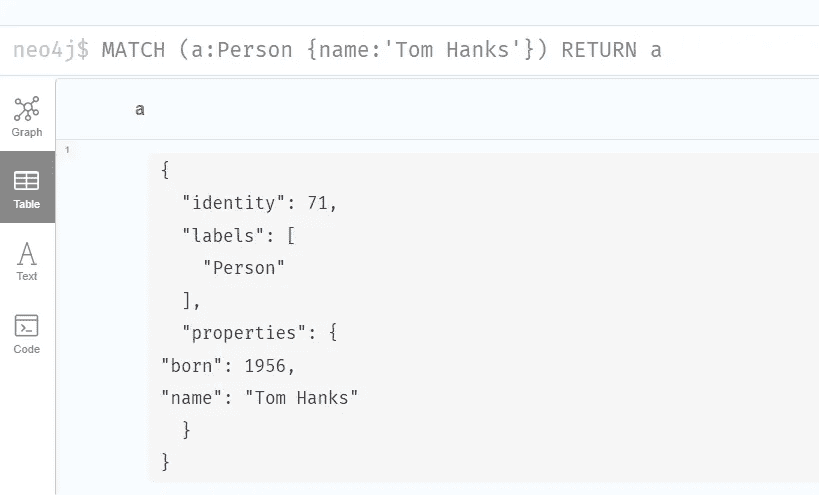 neo4j$ MATCH (a:Person {name:'Tom Hanks'}) RETURN a
Graph
Table
Text
Code
a
1
{
"identity": 71,
"labels": [
"Person"
],
"properties": {
"born": 1956,
"name": "Tom Hanks"
}
}